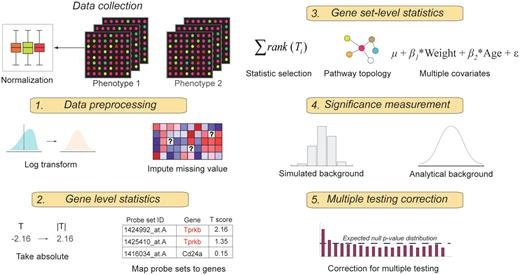 Data collection
Normalization
Phenotype 1
Phenotype 2
1. Data preprocessing
Log transform
Impute missing value
?
?
?
2. Gene level statistics
T |T|
-2.16 → 2.16
Take absolute
Probe set ID Gene T score
1424992_at.A Tprkb 2.16
1425410_at.A Tprkb 1.35
1416034_at.A Cd24a 0.15
Map probe sets to genes
3. Gene set-level statistics
∑rank (Ti)
μ + β1*Weight + β2*Age + ε
Statistic selection
Pathway topology
Multiple covariates
4. Significance measurement
Simulated background
Analytical background
5. Multiple testing correction
Expected null p-value distribution
Correction for multiple testing